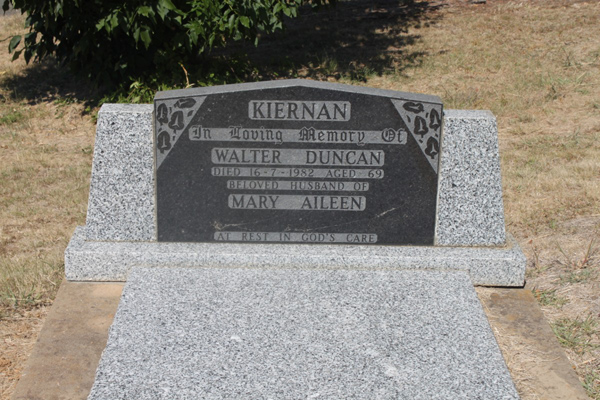 KIERNAN
In Loving Memory Of
WALTER DUNCAN
DIED 16-7-1982 AGED 69
BELOVED HUSBAND OF
MARY AILEEN
AT REST IN GOD'S CARE